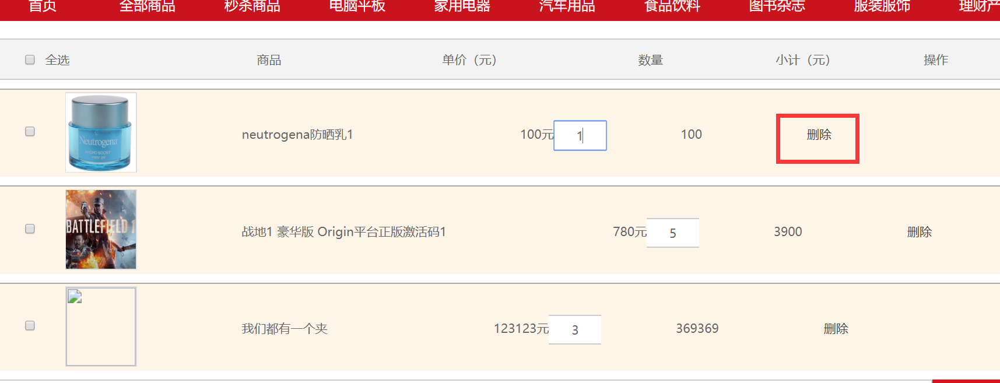 首页 全部商品 秒杀商品 电脑平板 家用电器 汽车用品 食品饮料 图书杂志 服装服饰 理财产
全选 商品 单价（元） 数量 小计（元） 操作
Neutrogena
HYDRO BOOST
water gel
neutrogena防晒乳1 100元 1 100 删除
BATTLEFIELD 1
战地1 豪华版 Origin平台正版激活码1 780元 5 3900 删除
我们都有一个夹 123123元 3 369369 删除